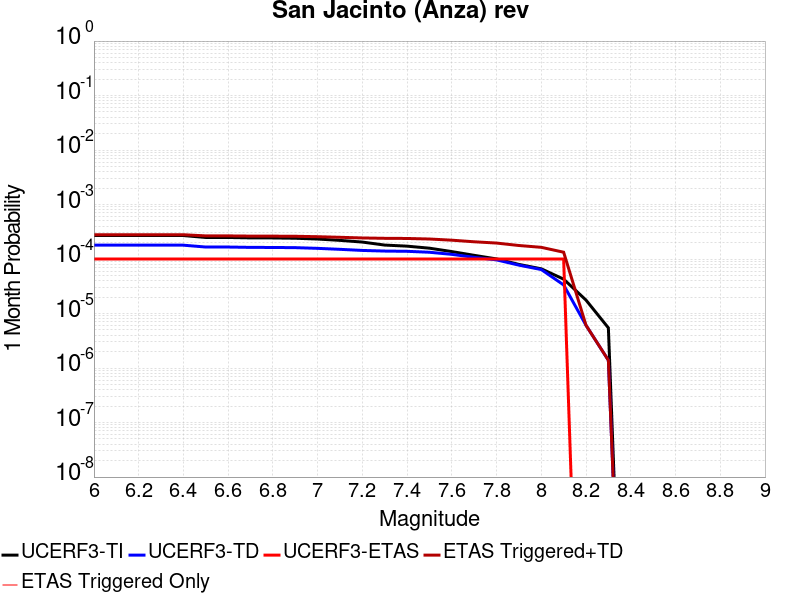 San Jacinto (Anza) rev
10^0
10^-1
10^-2
10^-3
10^-4
10^-5
10^-6
10^-7
10^-8
1 Month Probability
6 6.2 6.4 6.6 6.8 7 7.2 7.4 7.6 7.8 8 8.2 8.4 8.6 8.8 9
Magnitude
UCERF3-TI UCERF3-TD UCERF3-ETAS ETAS Triggered+TD
ETAS Triggered Only